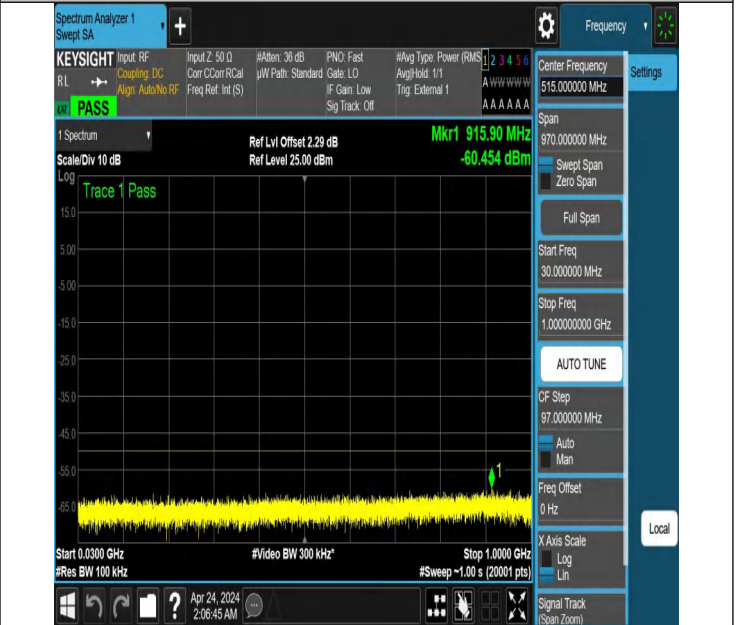 Spectrum Analyzer 1
Swept SA
+
Frequency
KEYSIGHT
RL
LXI
PASS
Input: RF
Coupling: DC
Align: Auto/No RF
Input Z: 50 Ω
Corr CCorr RCal
Freq Ref: Int (S)
#Atten: 36 dB
µW Path: Standard
PNO: Fast
Gate: LO
IF Gain: Low
Sig Track: Off
#Avg Type: Power (RMS
Avg|Hold: 1/1
Trig: External 1
1 2 3 4 5 6
A W W W W W
A A A A A A
1 Spectrum
Scale/Div 10 dB
Ref Lvl Offset 2.29 dB
Ref Level 25.00 dBm
Mkr1 915.90 MHz
-60.454 dBm
Log
Trace 1 Pass
15.0
5.00
-5.00
-15.0
-25.0
-35.0
-45.0
-55.0
-65.0
1
Start 0.0300 GHz
#Res BW 100 kHz
#Video BW 300 kHz*
Stop 1.0000 GHz
#Sweep ~1.00 s (20001 pts)
?
Apr 24, 2024
2:06:45 AM
Center Frequency
515.000000 MHz
Span
970.000000 MHz
Swept Span
Zero Span
Full Span
Start Freq
30.000000 MHz
Stop Freq
1.000000000 GHz
AUTO TUNE
CF Step
97.000000 MHz
Auto
Man
Freq Offset
0 Hz
X Axis Scale
Log
Lin
Signal Track
(Span Zoom)
Settings
Local